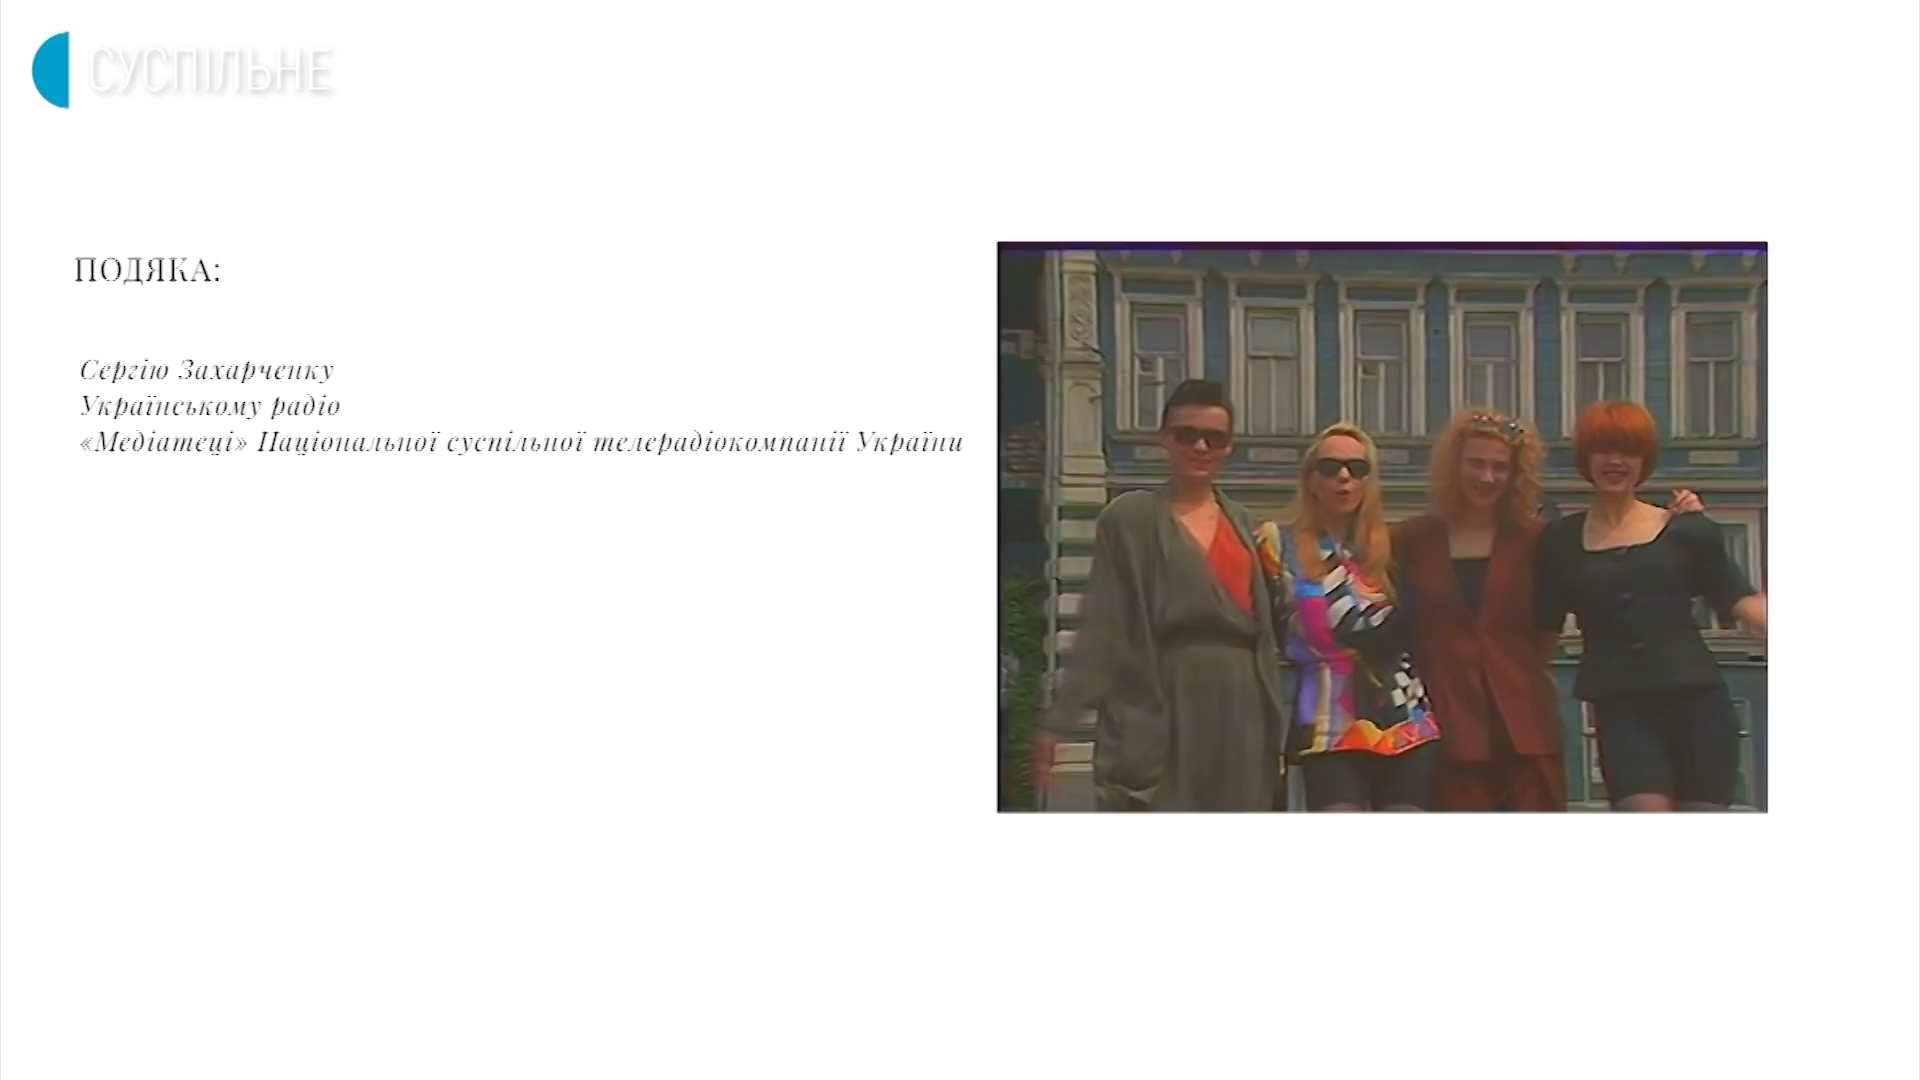 СУСПІЛЬНЕ
ПОДЯКА:
Сергію Захарченку
Українському радіо
«Медіатеці» Національної суспільної телерадіокомпанії України